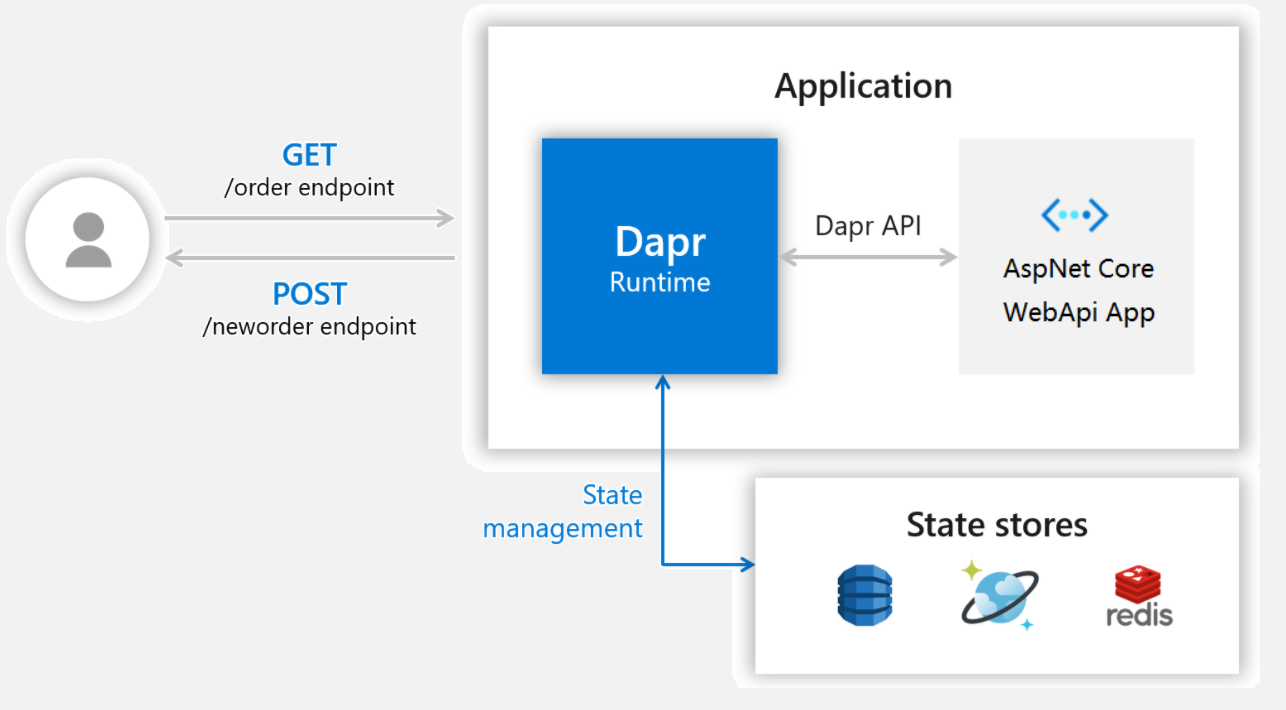 Application
GET
/order endpoint
POST
/neworder endpoint
Dapr
Runtime
Dapr API
AspNet Core
WebApi App
State
management
State stores
redis